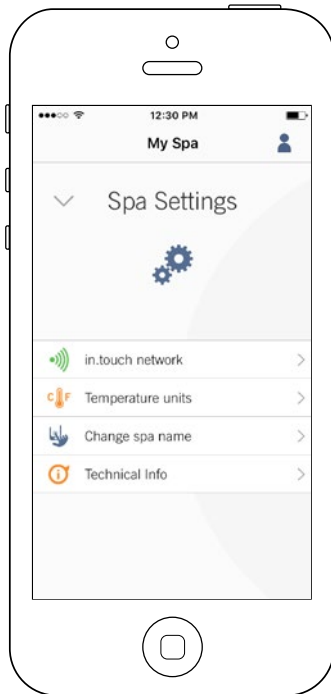 12:30 PM
My Spa
Spa Settings
in.touch network
C F Temperature units
Change spa name
Technical Info